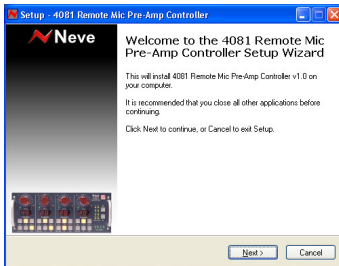 Setup - 4081 Remote Mic Pre-Amp Controller
Neve
Welcome to the 4081 Remote Mic
Pre-Amp Controller Setup Wizard
This will install 4081 Remote Mic Pre-Amp Controller v1.0 on
your computer.
It is recommended that you close all other applications before
continuing.
Click Next to continue, or Cancel to exit Setup.
Next >
Cancel